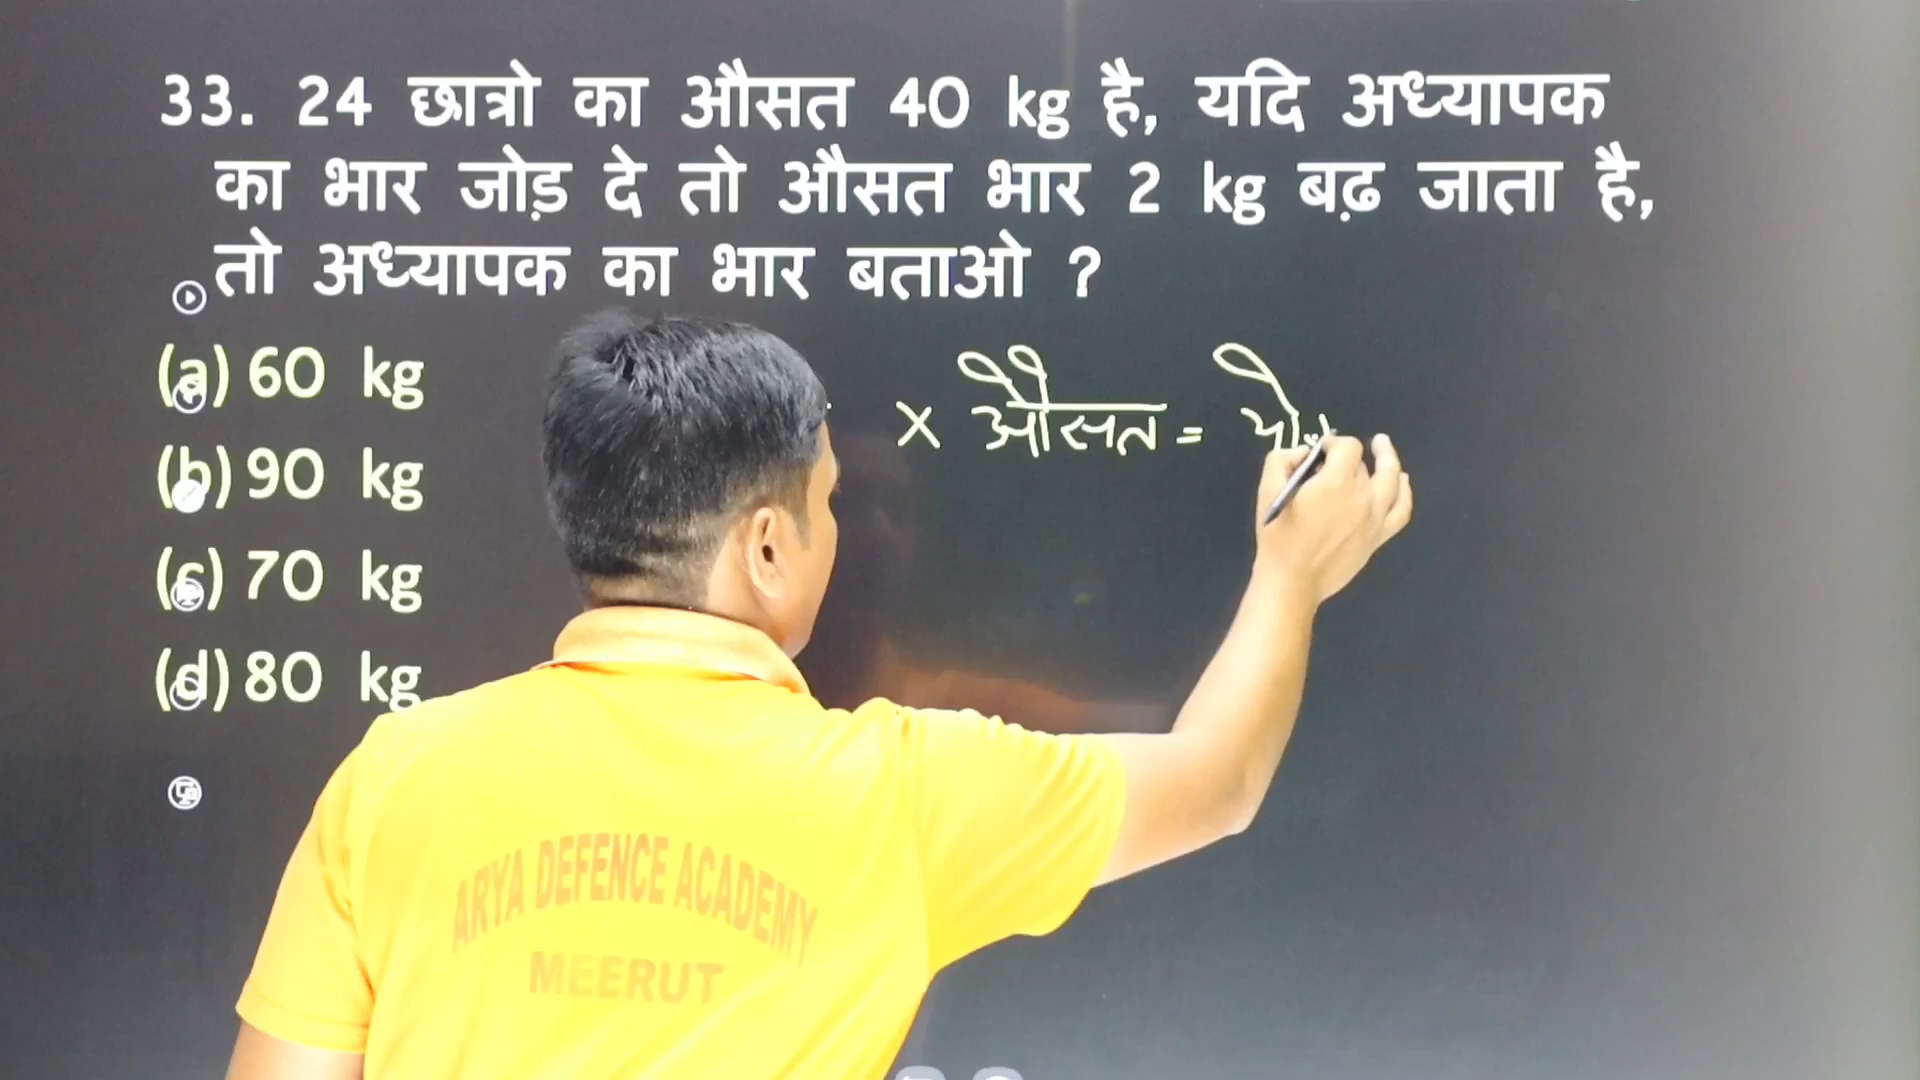 33. 24 छात्रो का औसत 40 kg है, यदि अध्यापक
का भार जोड़ दे तो औसत भार 2 kg बढ़ जाता है,
तो अध्यापक का भार बताओ ?
(a) 60 kg
(b) 90 kg
(c) 70 kg
(d) 80 kg
× औसत =
ARYA DEFENCE ACADEMY
MEERUT